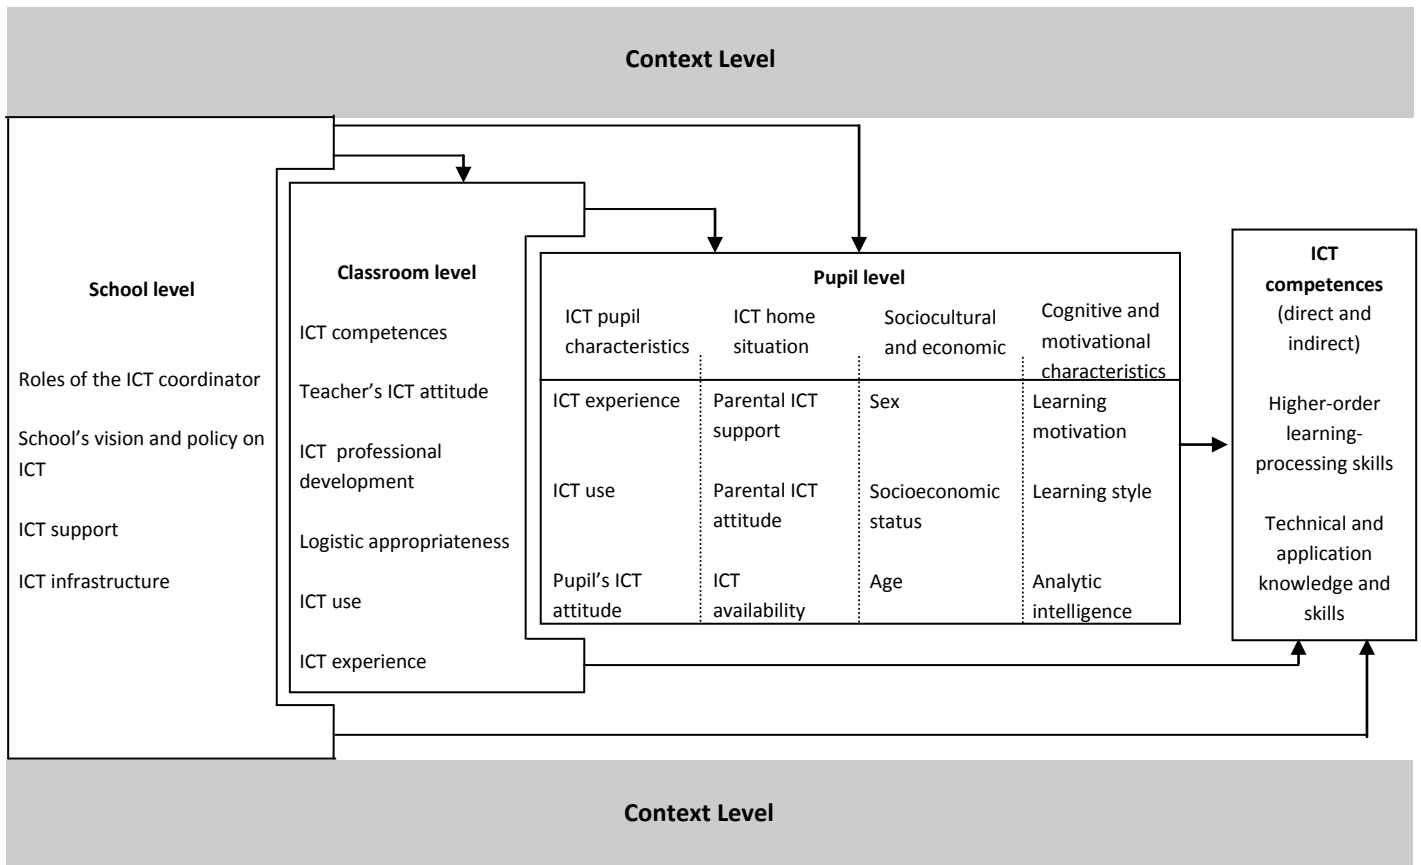 Context Level
School level
Roles of the ICT coordinator
School’s vision and policy on
ICT
ICT support
ICT infrastructure
Classroom level
ICT competences
Teacher’s ICT attitude
ICT  professional
development
Logistic appropriateness
ICT use
ICT experience
Pupil level
ICT pupil
characteristics
ICT home
situation
Sociocultural
and economic
Cognitive and
motivational
characteristics
ICT experience
Parental ICT
support
Sex
Learning
motivation
ICT use
Parental ICT
attitude
Socioeconomic
status
Learning style
Pupil’s ICT
attitude
ICT
availability
Age
Analytic
intelligence
ICT
competences
(direct and
indirect)
Higher-order
learning-
processing skills
Technical and
application
knowledge and
skills
Context Level